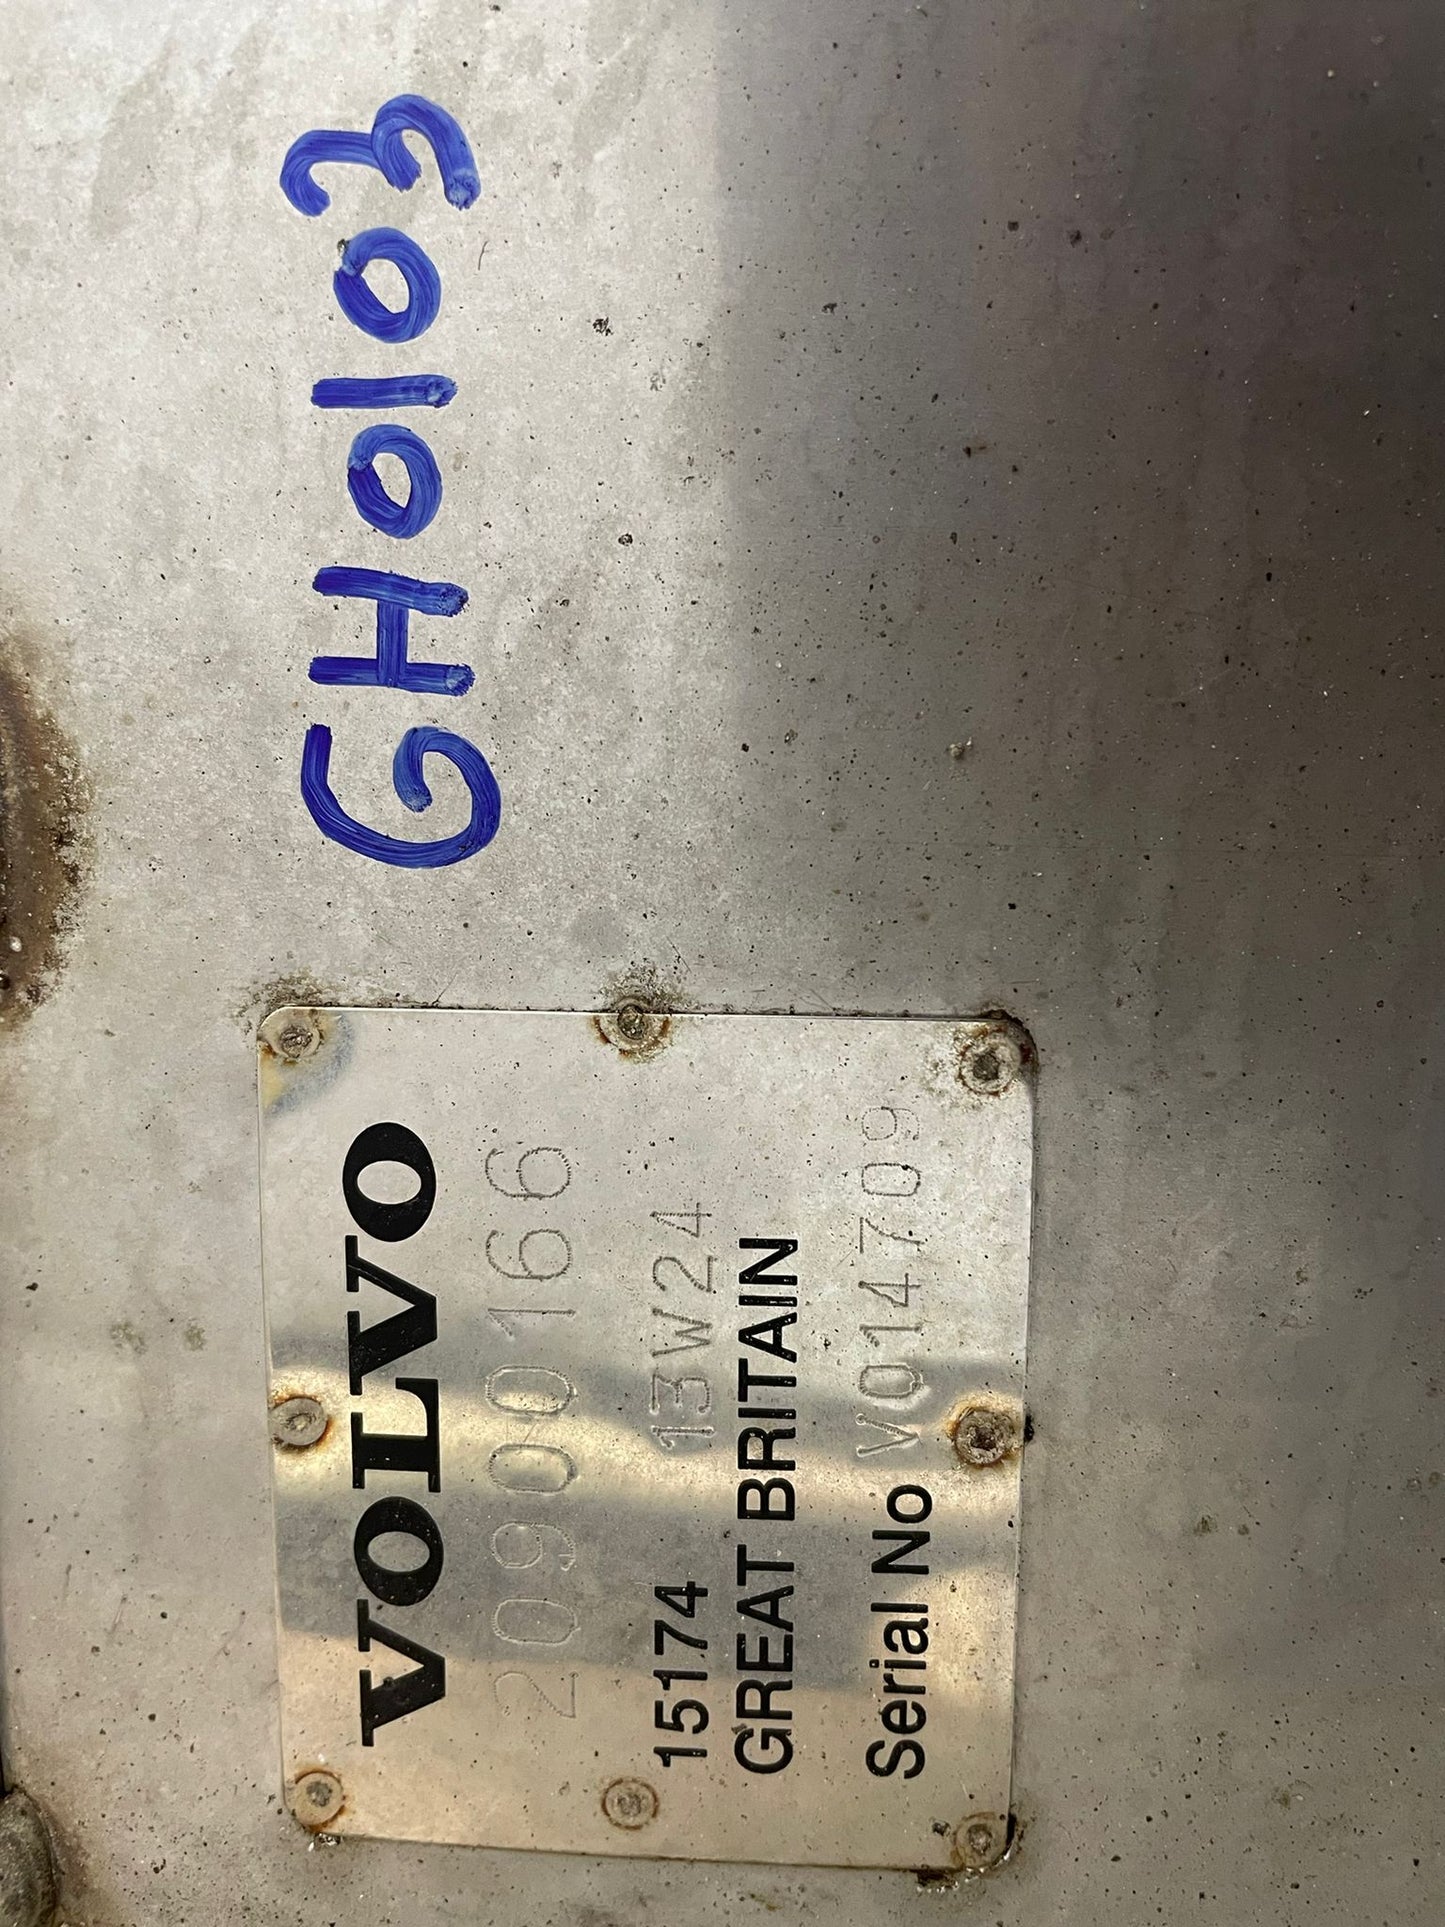 GH0103
VOLVO
20900166
15174 13W24
GREAT BRITAIN
Serial No V014709